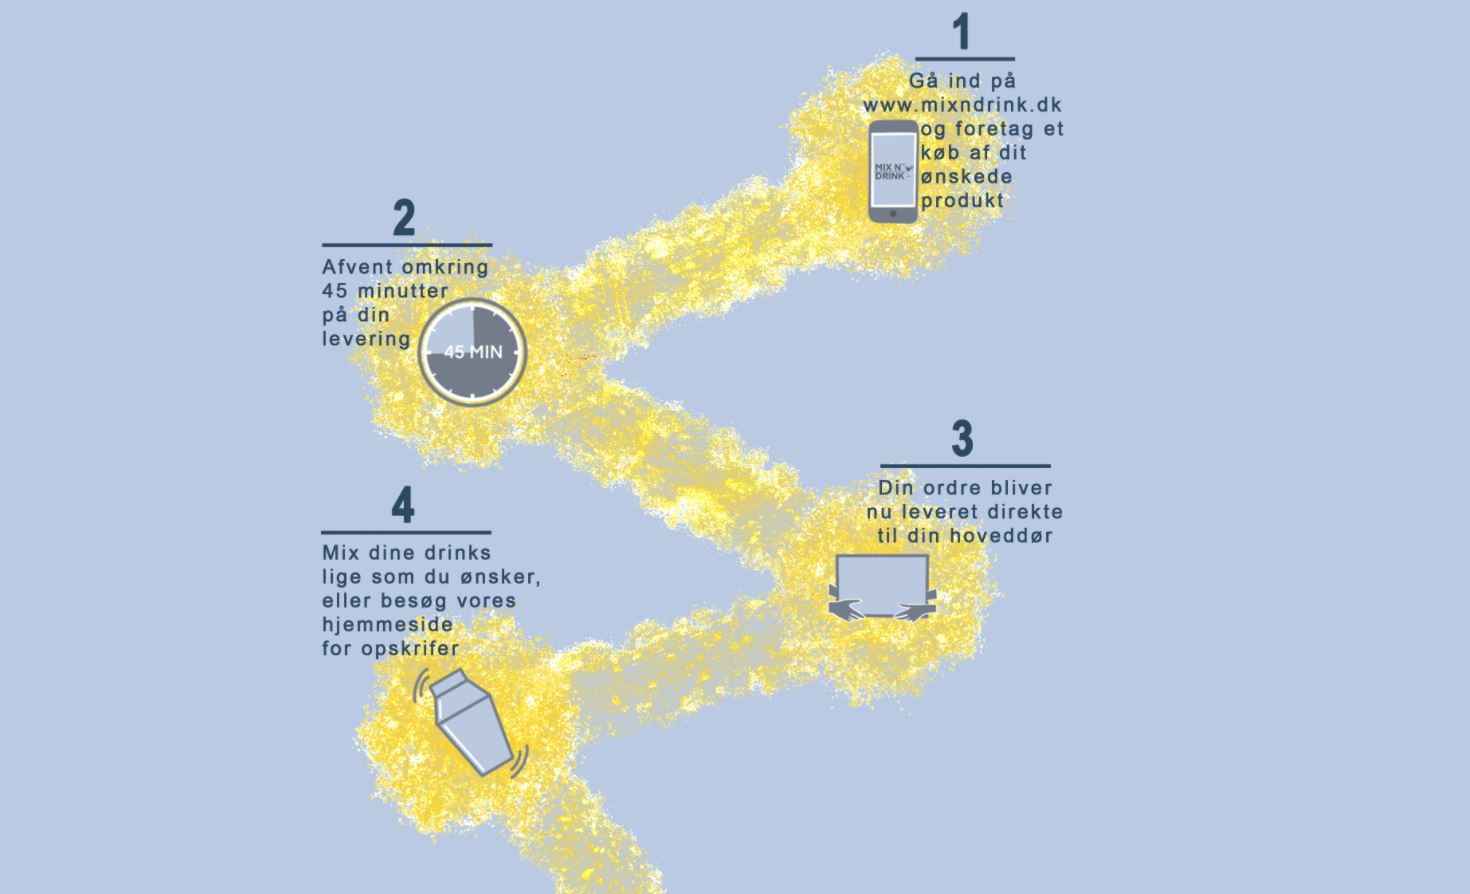 1
Gå ind på
www.mixndrink.dk
og foretag et
køb af dit
ønskede
produkt
MIX N'
DRINK
2
Afvent omkring
45 minutter
på din
levering
45 MIN
3
Din ordre bliver
nu leveret direkte
til din hoveddør
4
Mix dine drinks
lige som du ønsker,
eller besøg vores
hjemmeside
for opskrifer